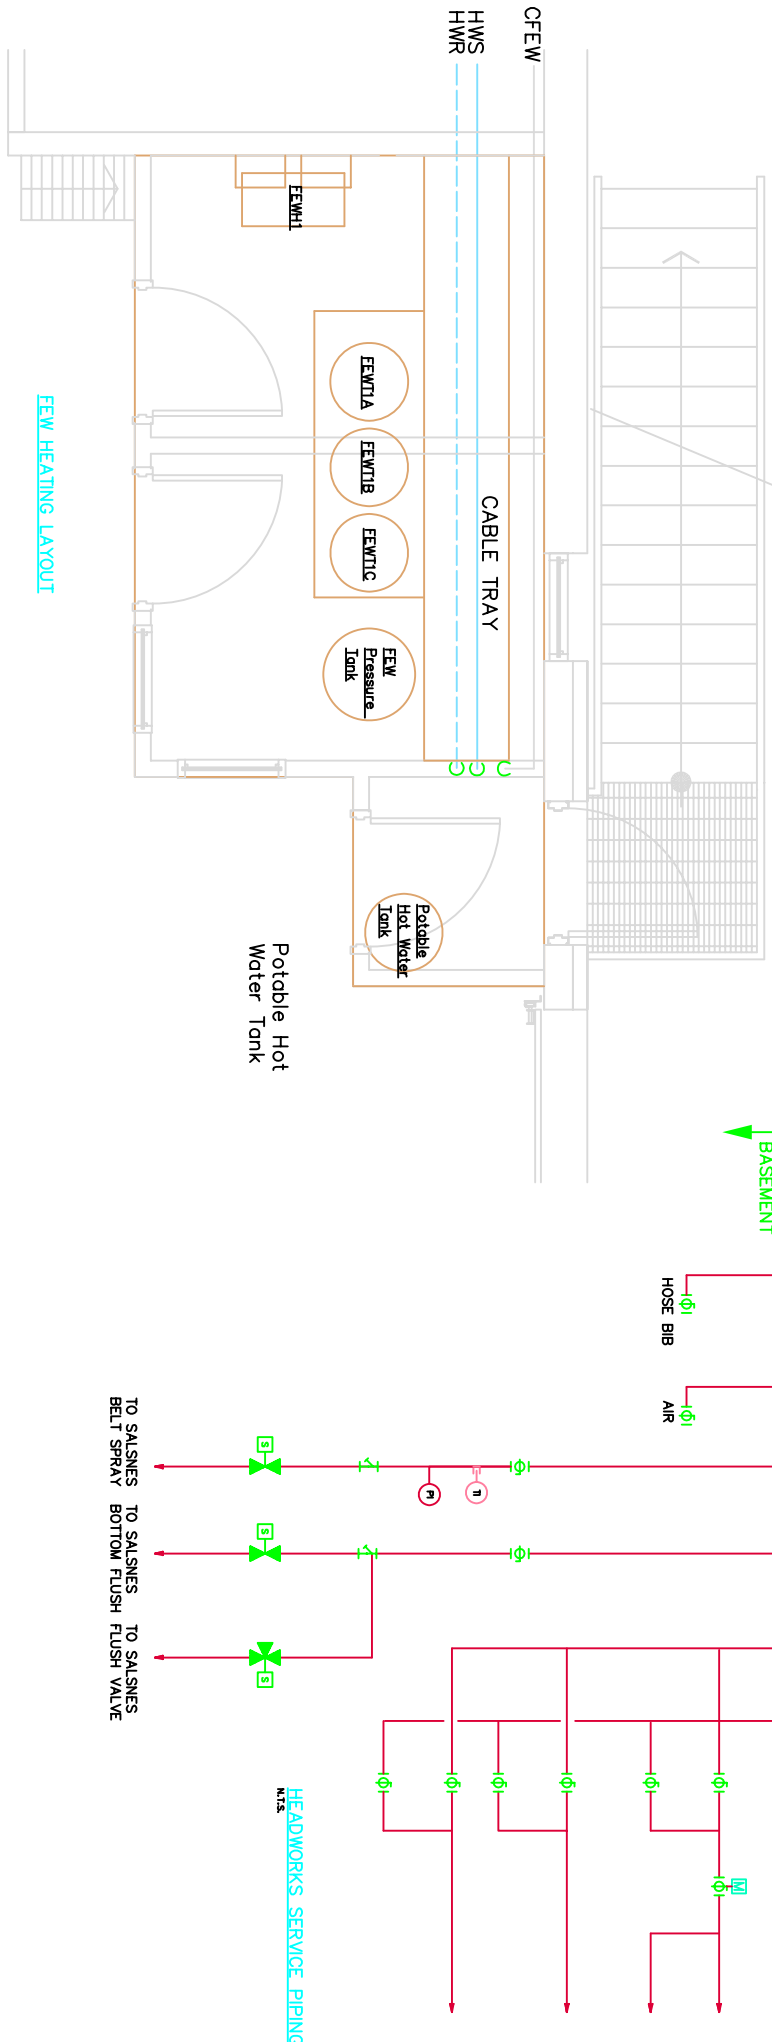 CFEW
HWS
HWR
FEWH1
FEWT1A
FEWT1B
FEWT1C
CABLE TRAY
FEW
Pressure
Tank
FEW HEATING LAYOUT
Potable
Hot Water
Tank
Potable Hot
Water Tank
BASEMENT
HOSE BIB
AIR
TO SALSNES
BELT SPRAY
TO SALSNES
BOTTOM FLUSH
TO SALSNES
FLUSH VALVE
S
S
S
PI
TI
M
HEADWORKS SERVICE PIPING
N.T.S.